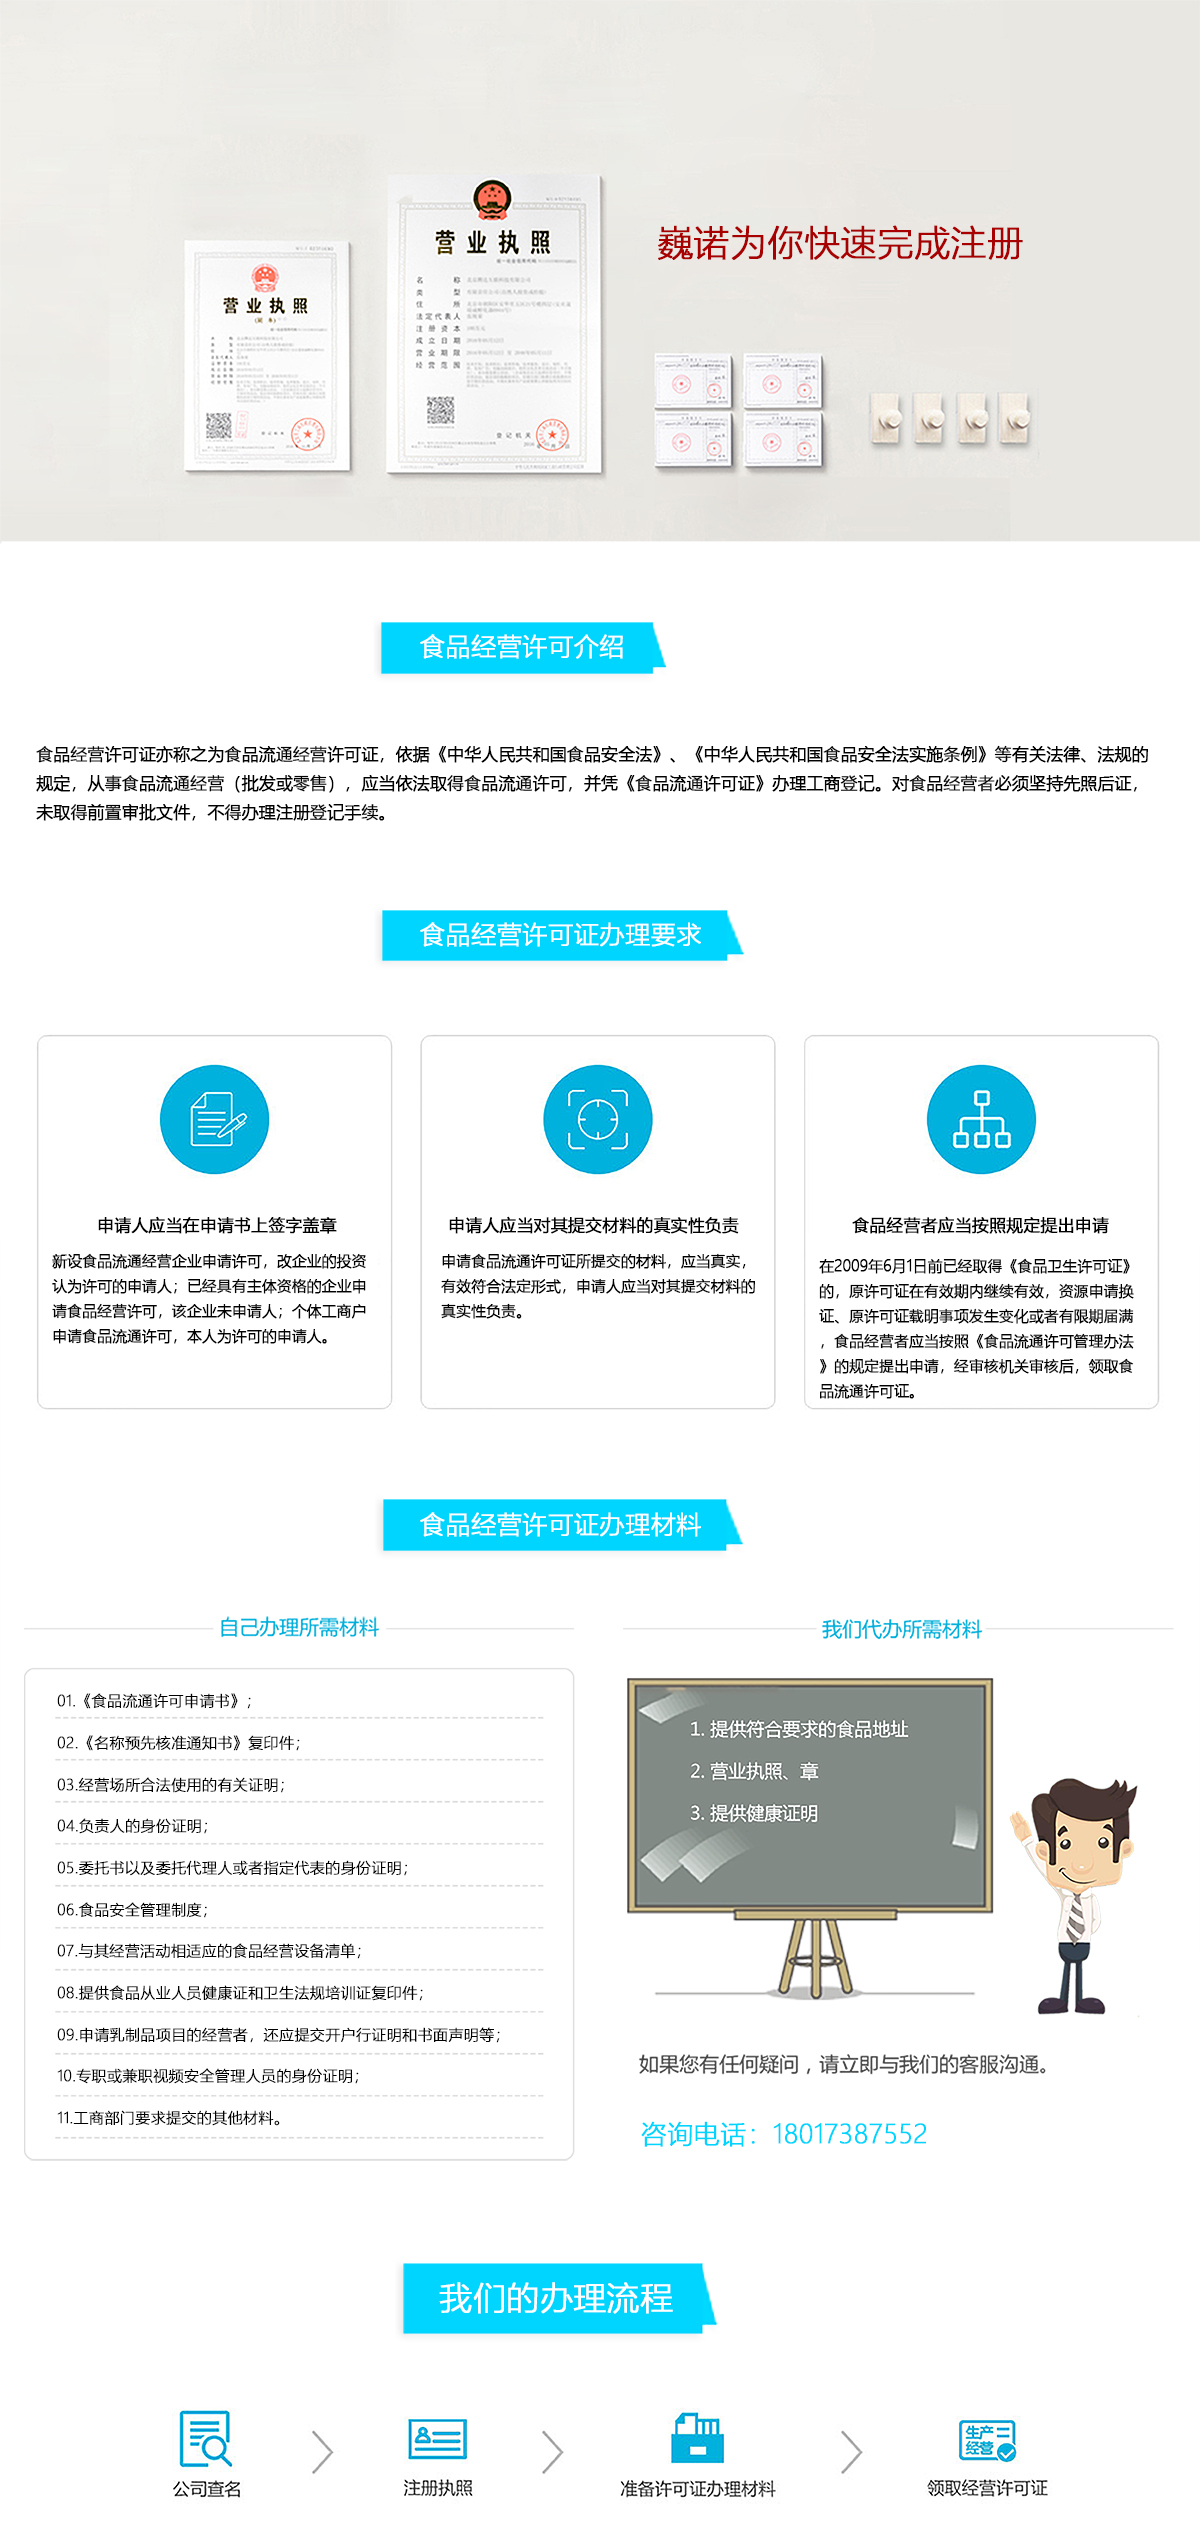 巍诺为你快速完成注册
营业执照
(副 本)
营业执照
名 称
类 型
住 所
法定代表人
注册资本
成立日期
营业期限
经营范围
登记机关
食品经营许可介绍
食品经营许可证亦称之为食品流通经营许可证，依据《中华人民共和国食品安全法》、《中华人民共和国食品安全法实施条例》等有关法律、法规的
规定，从事食品流通经营（批发或零售），应当依法取得食品流通许可，并凭《食品流通许可证》办理工商登记。对食品经营者必须坚持先照后证，
未取得前置审批文件，不得办理注册登记手续。
食品经营许可证办理要求
申请人应当在申请书上签字盖章
新设食品流通经营企业申请许可，改企业的投资
认为许可的申请人；已经具有主体资格的企业申
请食品经营许可，该企业未申请人；个体工商户
申请食品流通许可，本人为许可的申请人。
申请人应当对其提交材料的真实性负责
申请食品流通许可证所提交的材料，应当真实，
有效符合法定形式，申请人应当对其提交材料的
真实性负责。
食品经营者应当按照规定提出申请
在2009年6月1日前已经取得《食品卫生许可证》
的，原许可证在有效期内继续有效，资源申请换
证、原许可证载明事项发生变化或者有限期届满
，食品经营者应当按照《食品流通许可管理办法
》的规定提出申请，经审核机关审核后，领取食
品流通许可证。
食品经营许可证办理材料
自己办理所需材料
01.《食品流通许可申请书》；
02.《名称预先核准通知书》复印件；
03.经营场所合法使用的有关证明；
04.负责人的身份证明；
05.委托书以及委托代理人或者指定代表的身份证明；
06.食品安全管理制度；
07.与其经营活动相适应的食品经营设备清单；
08.提供食品从业人员健康证和卫生法规培训证复印件；
09.申请乳制品项目的经营者，还应提交开户行证明和书面声明等；
10.专职或兼职视频安全管理人员的身份证明；
11.工商部门要求提交的其他材料。
我们代办所需材料
1. 提供符合要求的食品地址
2. 营业执照、章
3. 提供健康证明
如果您有任何疑问，请立即与我们的客服沟通。
咨询电话：18017387552
我们的办理流程
公司查名
注册执照
准备许可证办理材料
生产
经营
领取经营许可证